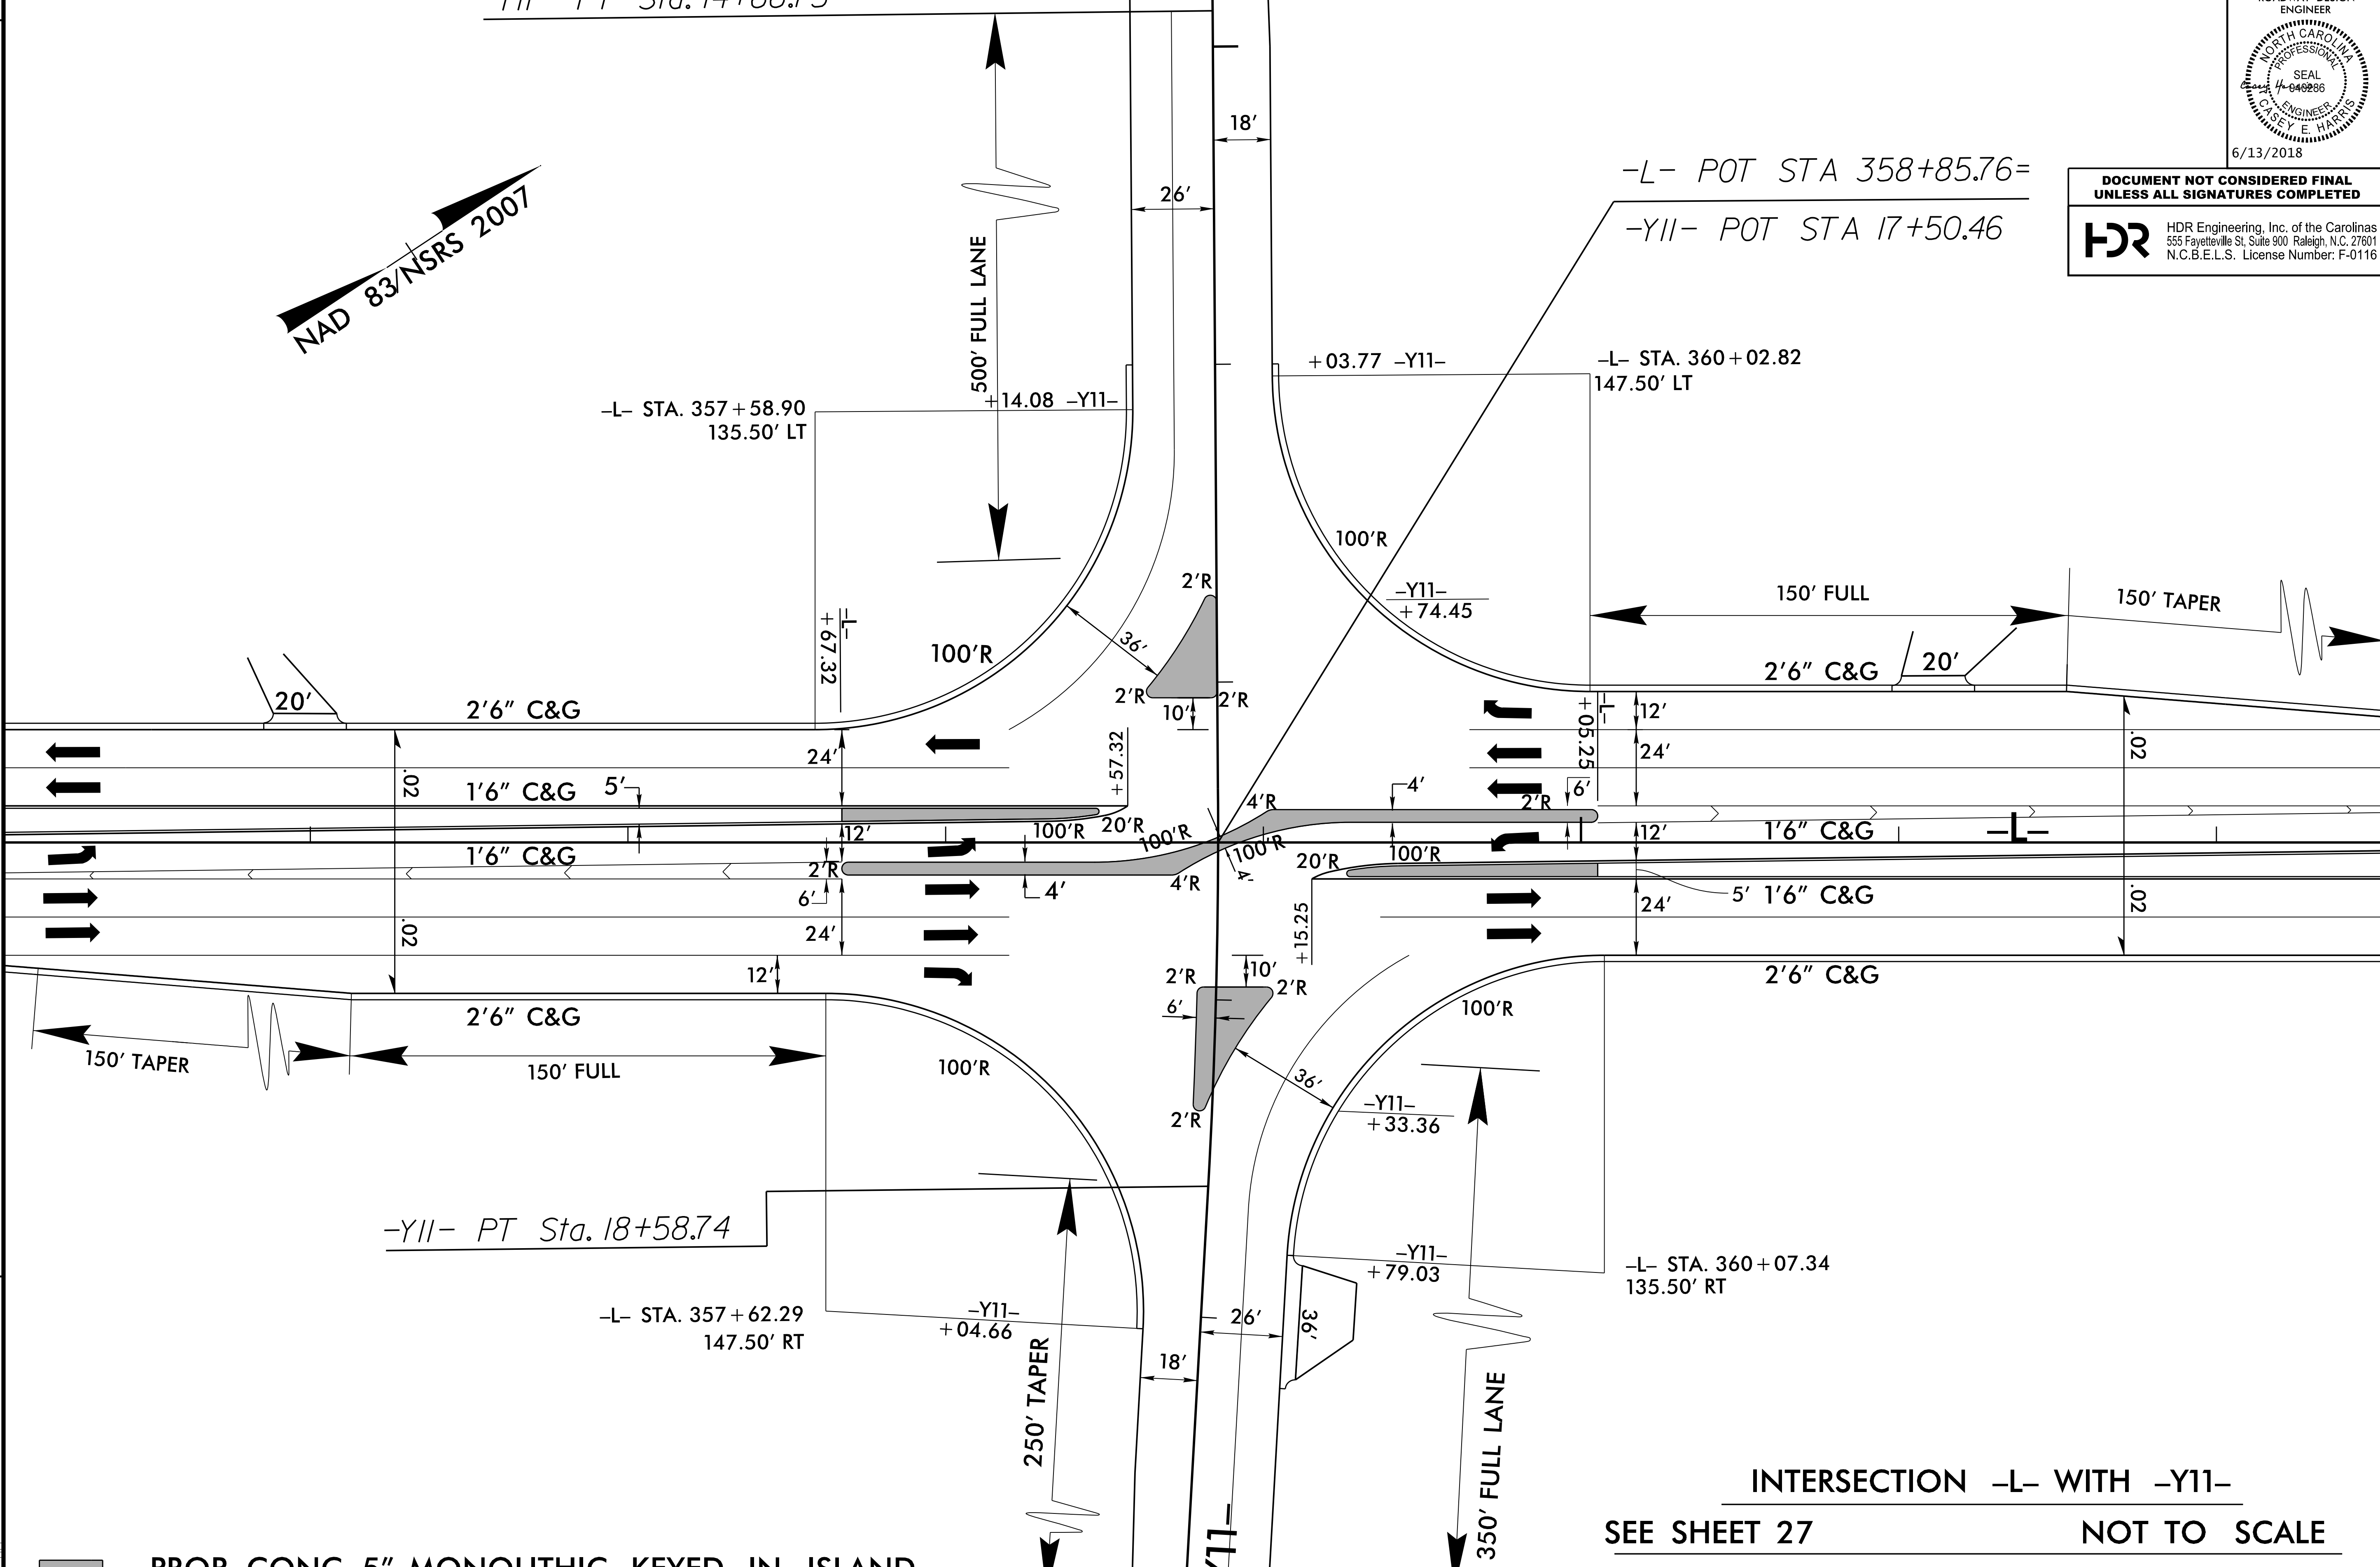 ENGINEER
NORTH CAROLINA
PROFESSIONAL
SEAL
040286
ENGINEER
CASEY E. HARRIS
6/13/2018
DOCUMENT NOT CONSIDERED FINAL
UNLESS ALL SIGNATURES COMPLETED
HDR
HDR Engineering, Inc. of the Carolinas
555 Fayetteville St, Suite 900 Raleigh, N.C. 27601
N.C.B.E.L.S. License Number: F-0116
18'
26'
-L- POT STA 358+85.76=
-Y11- POT STA 17+50.46
NAD 83/NSRS 2007
500' FULL LANE
+03.77 -Y11-
-L- STA. 360+02.82
147.50' LT
+14.08 -Y11-
-L- STA. 357+58.90
135.50' LT
100'R
2'R
-Y11-
+74.45
150' FULL
150' TAPER
-L-
+67.32
36'
100'R
2'R
2'R
10'
20'
2'6" C&G
2'6" C&G
20'
12'
-L-
+05.25
24'
24'
.02
.02
+57.32
1'6" C&G
5'
4'
6'
4'R
2'R
20'R
100'R
100'R
12'
12'
1'6" C&G
-L-
1'6" C&G
100'R
100'R
20'R
2'R
4'
4'R
4'
6'
5'
1'6" C&G
24'
24'
.02
.02
+15.25
12'
10'
2'R
2'R
6'
2'6" C&G
2'6" C&G
100'R
150' TAPER
150' FULL
100'R
36'
2'R
-Y11-
+33.36
-Y11- PT Sta. 18+58.74
-Y11-
+79.03
-L- STA. 360+07.34
135.50' RT
-L- STA. 357+62.29
147.50' RT
-Y11-
+04.66
26'
36'
18'
250' TAPER
350' FULL LANE
INTERSECTION -L- WITH -Y11-
SEE SHEET 27
NOT TO SCALE